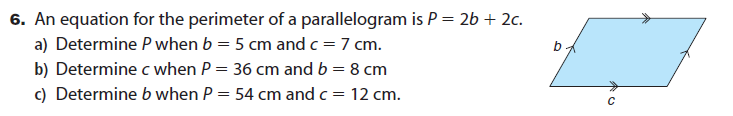 6. An equation for the perimeter of a parallelogram is P = 2b + 2c.
a) Determine P when b = 5 cm and c = 7 cm.
b) Determine c when P = 36 cm and b = 8 cm
c) Determine b when P = 54 cm and c = 12 cm.
b
c